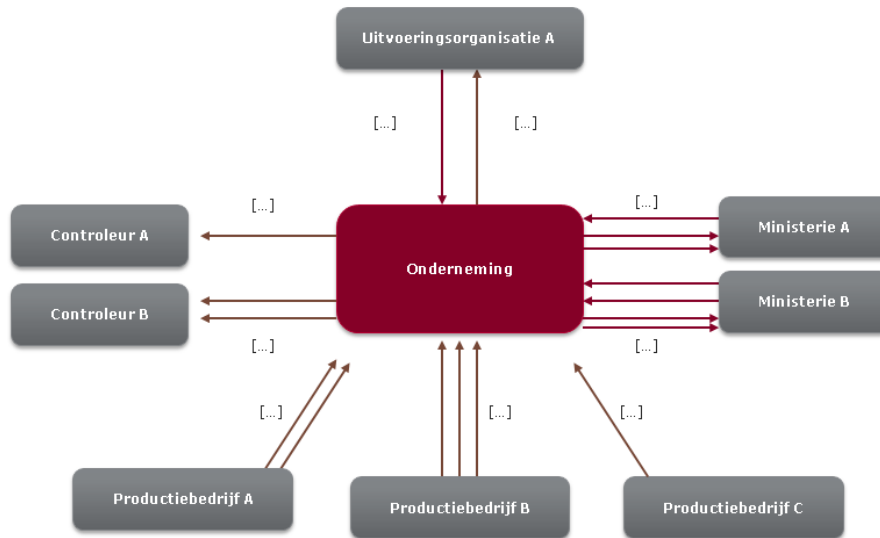 Uitvoeringsorganisatie A
[...]
[...]
[...]
[...]
Controleur A
Ministerie A
Onderneming
Controleur B
Ministerie B
[...]
[...]
[...]
[...]
[...]
Productiebedrijf A
Productiebedrijf B
Productiebedrijf C